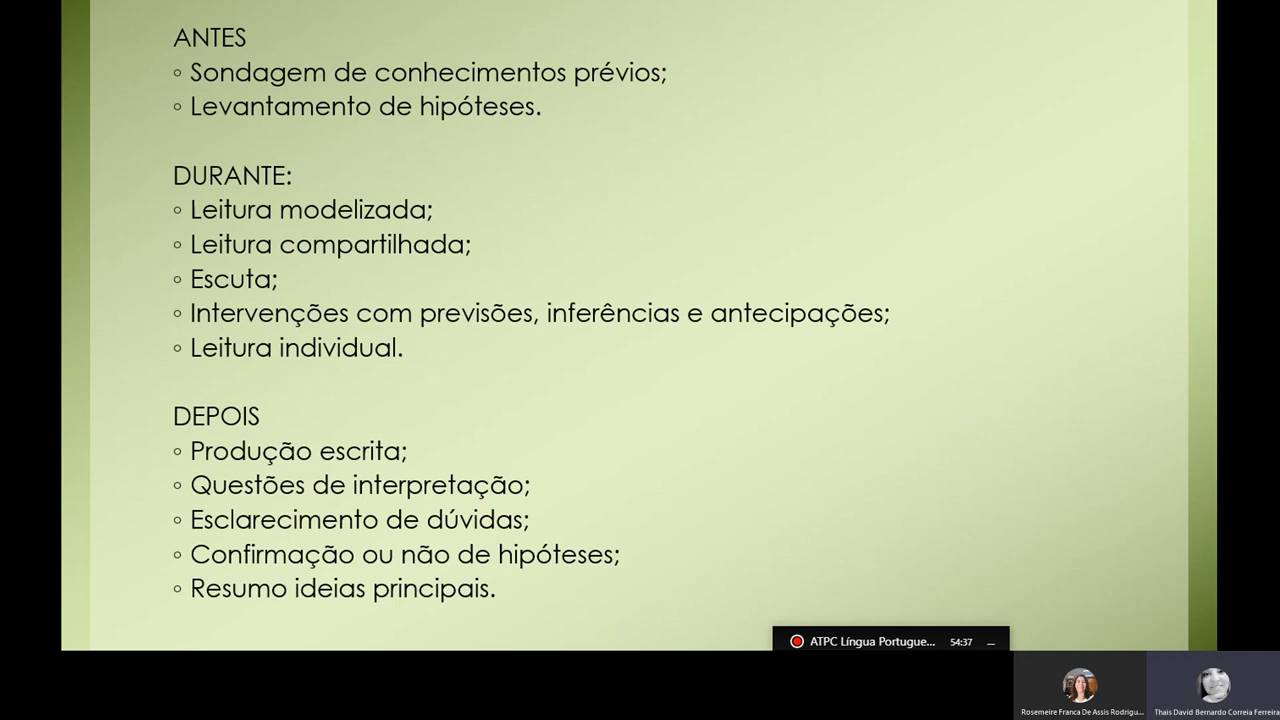 ANTES
◦ Sondagem de conhecimentos prévios;
◦ Levantamento de hipóteses.
DURANTE:
◦ Leitura modelizada;
◦ Leitura compartilhada;
◦ Escuta;
◦ Intervenções com previsões, inferências e antecipações;
◦ Leitura individual.
DEPOIS
◦ Produção escrita;
◦ Questões de interpretação;
◦ Esclarecimento de dúvidas;
◦ Confirmação ou não de hipóteses;
◦ Resumo ideias principais.
ATPC Língua Portugue... 54:37
Rosemeire Franca De Assis Rodrigu...
Thais David Bernardo Correia Ferreira